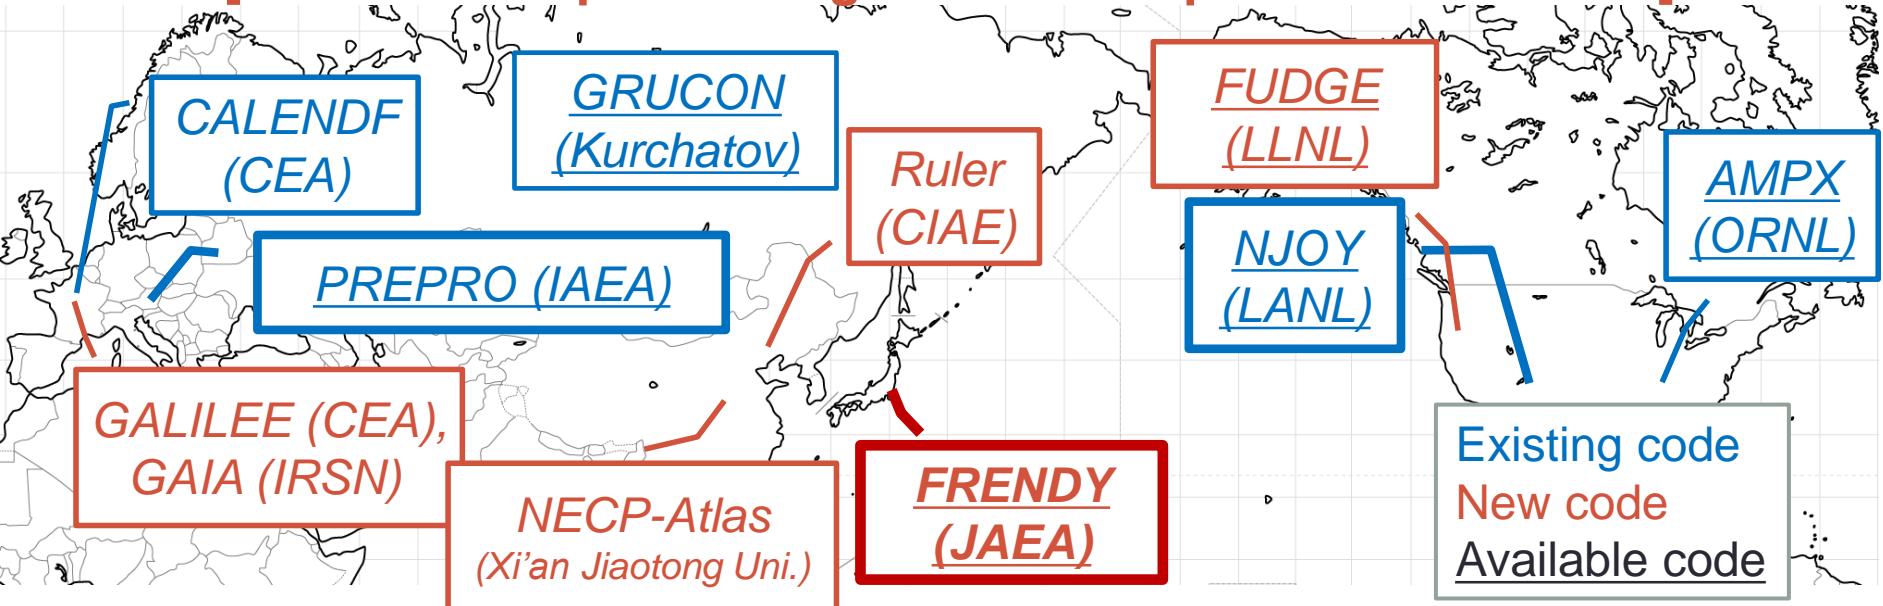 CALENDF
(CEA)
GRUCON
(Kurchatov)
FUDGE
(LLNL)
Ruler
(CIAE)
AMPX
(ORNL)
PREPRO (IAEA)
NJOY
(LANL)
GALILEE (CEA),
GAIA (IRSN)
NECP-Atlas
(Xi'an Jiaotong Uni.)
FRENDY
(JAEA)
Existing code
New code
Available code